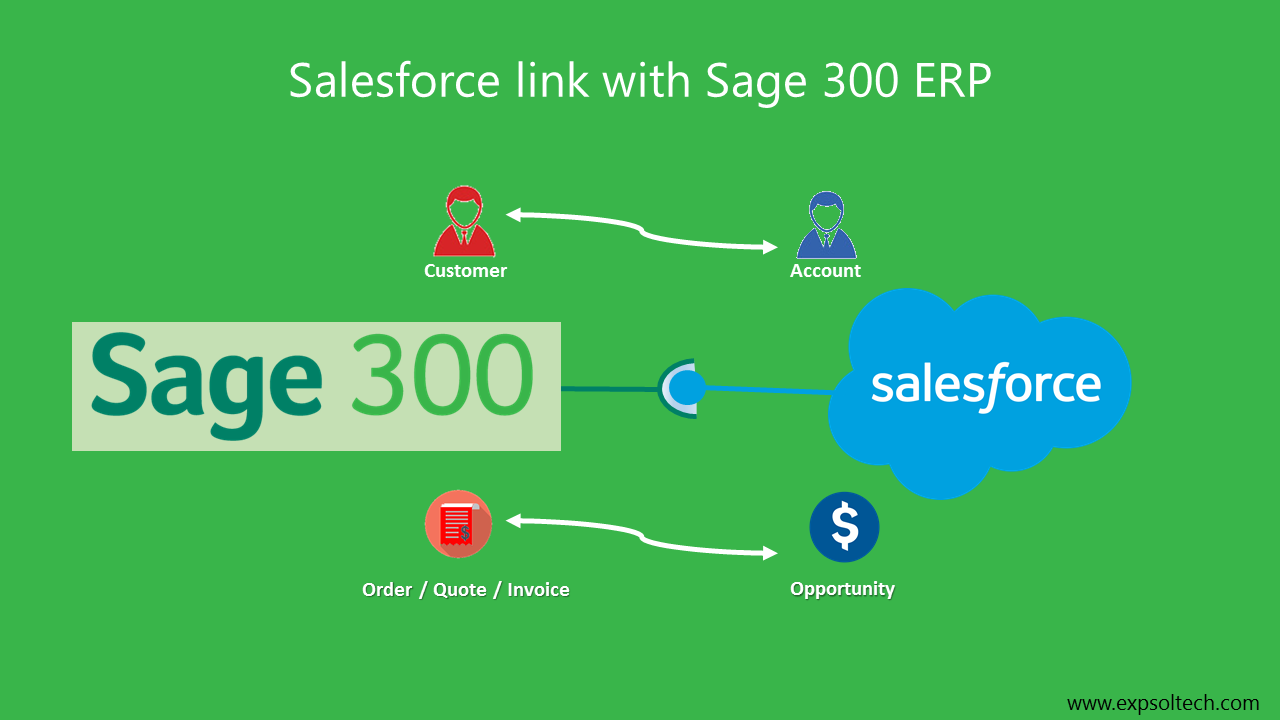 Salesforce link with Sage 300 ERP
Customer
Account
Sage 300
salesforce
$
$
Order / Quote / Invoice
Opportunity
www.expsoltech.com